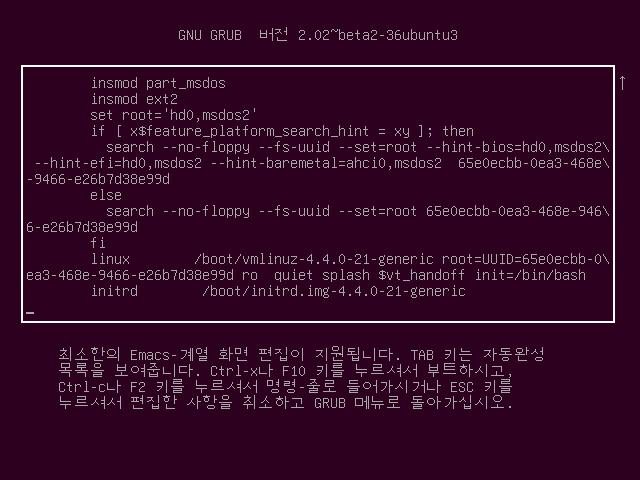 GNU GRUB  버전 2.02~beta2-36ubuntu3
↑
insmod part_msdos
insmod ext2
set root='hd0,msdos2'
if [ x$feature_platform_search_hint = xy ]; then
search --no-floppy --fs-uuid --set=root --hint-bios=hd0,msdos2\
--hint-efi=hd0,msdos2 --hint-baremetal=ahci0,msdos2  65e0ecbb-0ea3-468e\
-9466-e26b7d38e99d
else
search --no-floppy --fs-uuid --set=root 65e0ecbb-0ea3-468e-946\
6-e26b7d38e99d
fi
linux        /boot/vmlinuz-4.4.0-21-generic root=UUID=65e0ecbb-0\
ea3-468e-9466-e26b7d38e99d ro  quiet splash $vt_handoff init=/bin/bash
initrd        /boot/initrd.img-4.4.0-21-generic
_
최소한의 Emacs-계열 화면 편집이 지원됩니다. TAB 키는 자동완성
목록을 보여줍니다. Ctrl-x나 F10 키를 누르셔서 부트하시고,
Ctrl-c나 F2 키를 누르셔서 명령-줄로 들어가시거나 ESC 키를
누르셔서 편집한 사항을 취소하고 GRUB 메뉴로 돌아가십시오.